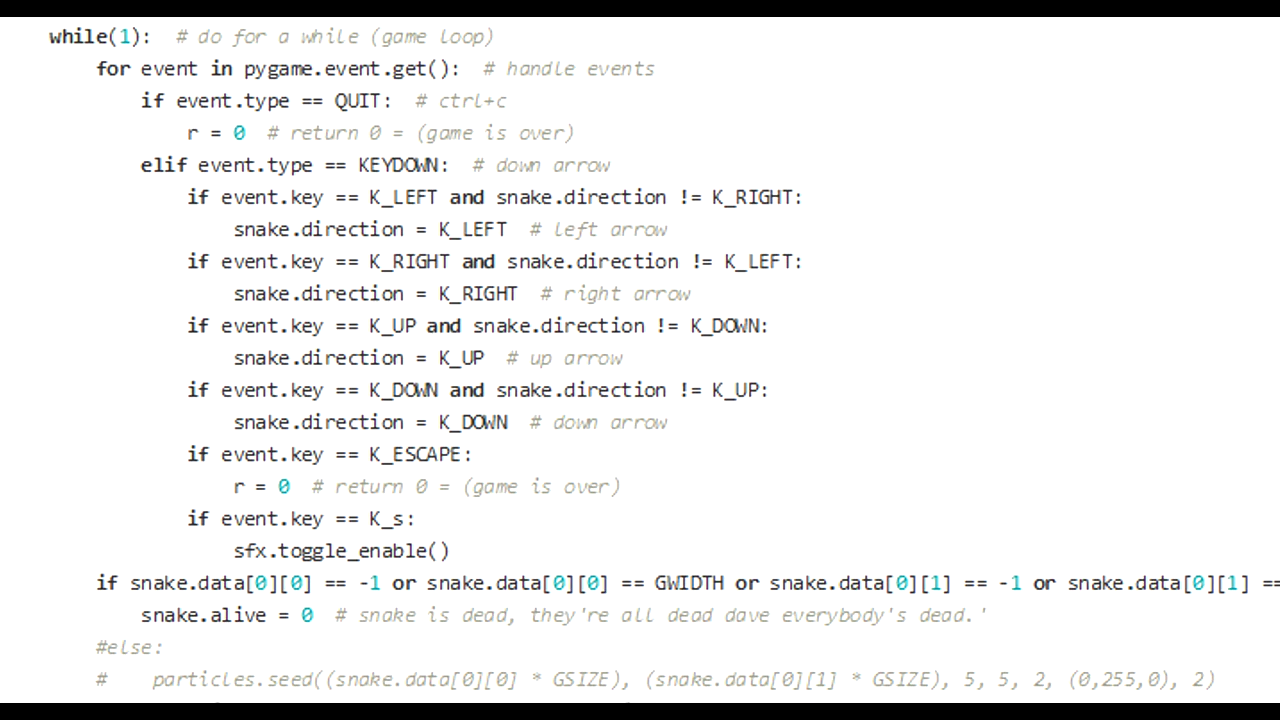 while(1):  # do for a while (game loop)
    for event in pygame.event.get():  # handle events
        if event.type == QUIT:  # ctrl+c
            r = 0  # return 0 = (game is over)
        elif event.type == KEYDOWN:  # down arrow
            if event.key == K_LEFT and snake.direction != K_RIGHT:
                snake.direction = K_LEFT  # left arrow
            if event.key == K_RIGHT and snake.direction != K_LEFT:
                snake.direction = K_RIGHT  # right arrow
            if event.key == K_UP and snake.direction != K_DOWN:
                snake.direction = K_UP  # up arrow
            if event.key == K_DOWN and snake.direction != K_UP:
                snake.direction = K_DOWN  # down arrow
            if event.key == K_ESCAPE:
                r = 0  # return 0 = (game is over)
            if event.key == K_s:
                sfx.toggle_enable()
    if snake.data[0][0] == -1 or snake.data[0][0] == GWIDTH or snake.data[0][1] == -1 or snake.data[0][1] ==
        snake.alive = 0  # snake is dead, they're all dead dave everybody's dead.'
    #else:
    #    particles.seed((snake.data[0][0] * GSIZE), (snake.data[0][1] * GSIZE), 5, 5, 2, (0,255,0), 2)